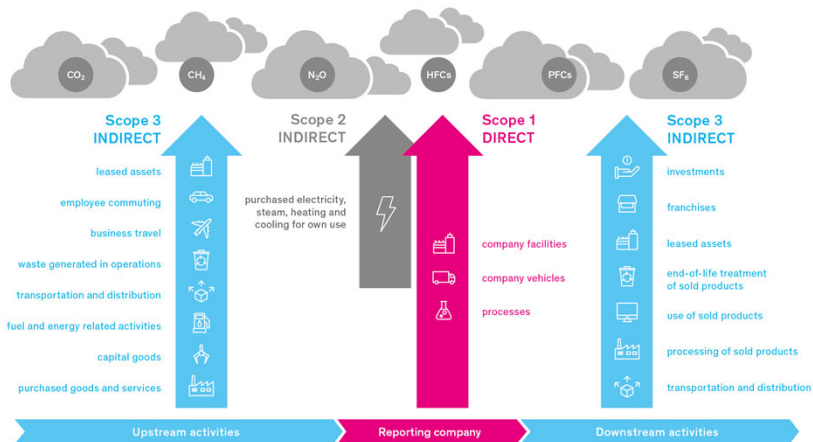 CO₂
CH₄
N₂O
HFCs
PFCs
SF₆
Scope 3
INDIRECT
leased assets
employee commuting
business travel
waste generated in operations
transportation and distribution
fuel and energy related activities
capital goods
purchased goods and services
Scope 2
INDIRECT
purchased electricity,
steam, heating and
cooling for own use
Scope 1
DIRECT
company facilities
company vehicles
processes
Scope 3
INDIRECT
investments
franchises
leased assets
end-of-life treatment
of sold products
use of sold products
processing of sold products
transportation and distribution
Upstream activities
Reporting company
Downstream activities